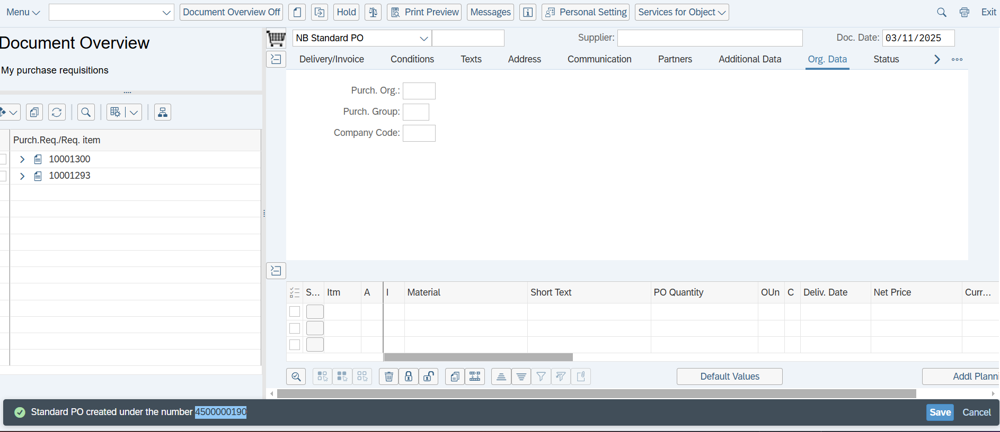 Menu
Document Overview Off
Hold
Print Preview
Messages
Personal Setting
Services for Object
Exit
Document Overview
My purchase requisitions
Purch.Req./Req. item
10001300
10001293
NB Standard PO
Supplier:
Doc. Date: 03/11/2025
Delivery/Invoice Conditions Texts Address Communication Partners Additional Data Org. Data Status
Purch. Org.:
Purch. Group:
Company Code:
S... Itm A I Material Short Text PO Quantity OUn C Deliv. Date Net Price Curr...
Default Values
Addl Planni
Standard PO created under the number 4500000190
Save
Cancel